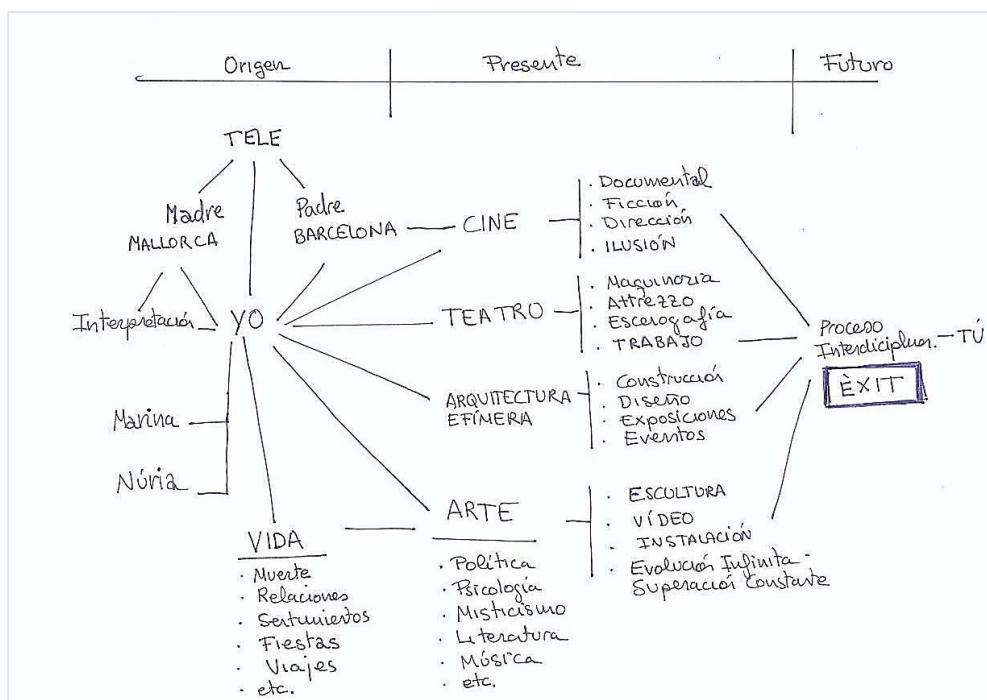 Origen
Presente
Futuro
TELE
Madre
MALLORCA
Padre
BARCELONA
Interpretación
YO
Marina
Núria
VIDA
· Muerte
· Relaciones
· Sentimientos
· Fiestas
· Viajes
· etc.
CINE
· Documental
· Ficción
· Dirección
· ILUSIÓN
TEATRO
· Maquinaria
· Attrezzo
· Escenografía
· TRABAJO
ARQUITECTURA
EFÍMERA
· Construcción
· Diseño
· Exposiciones
· Eventos
ARTE
· Política
· Psicología
· Misticismo
· Literatura
· Música
· etc.
· ESCULTURA
· VÍDEO
· INSTALACIÓN
· Evolución Infinita -
Superación Constante
Proceso
Interdiciplinar. — TÚ
ÈXIT